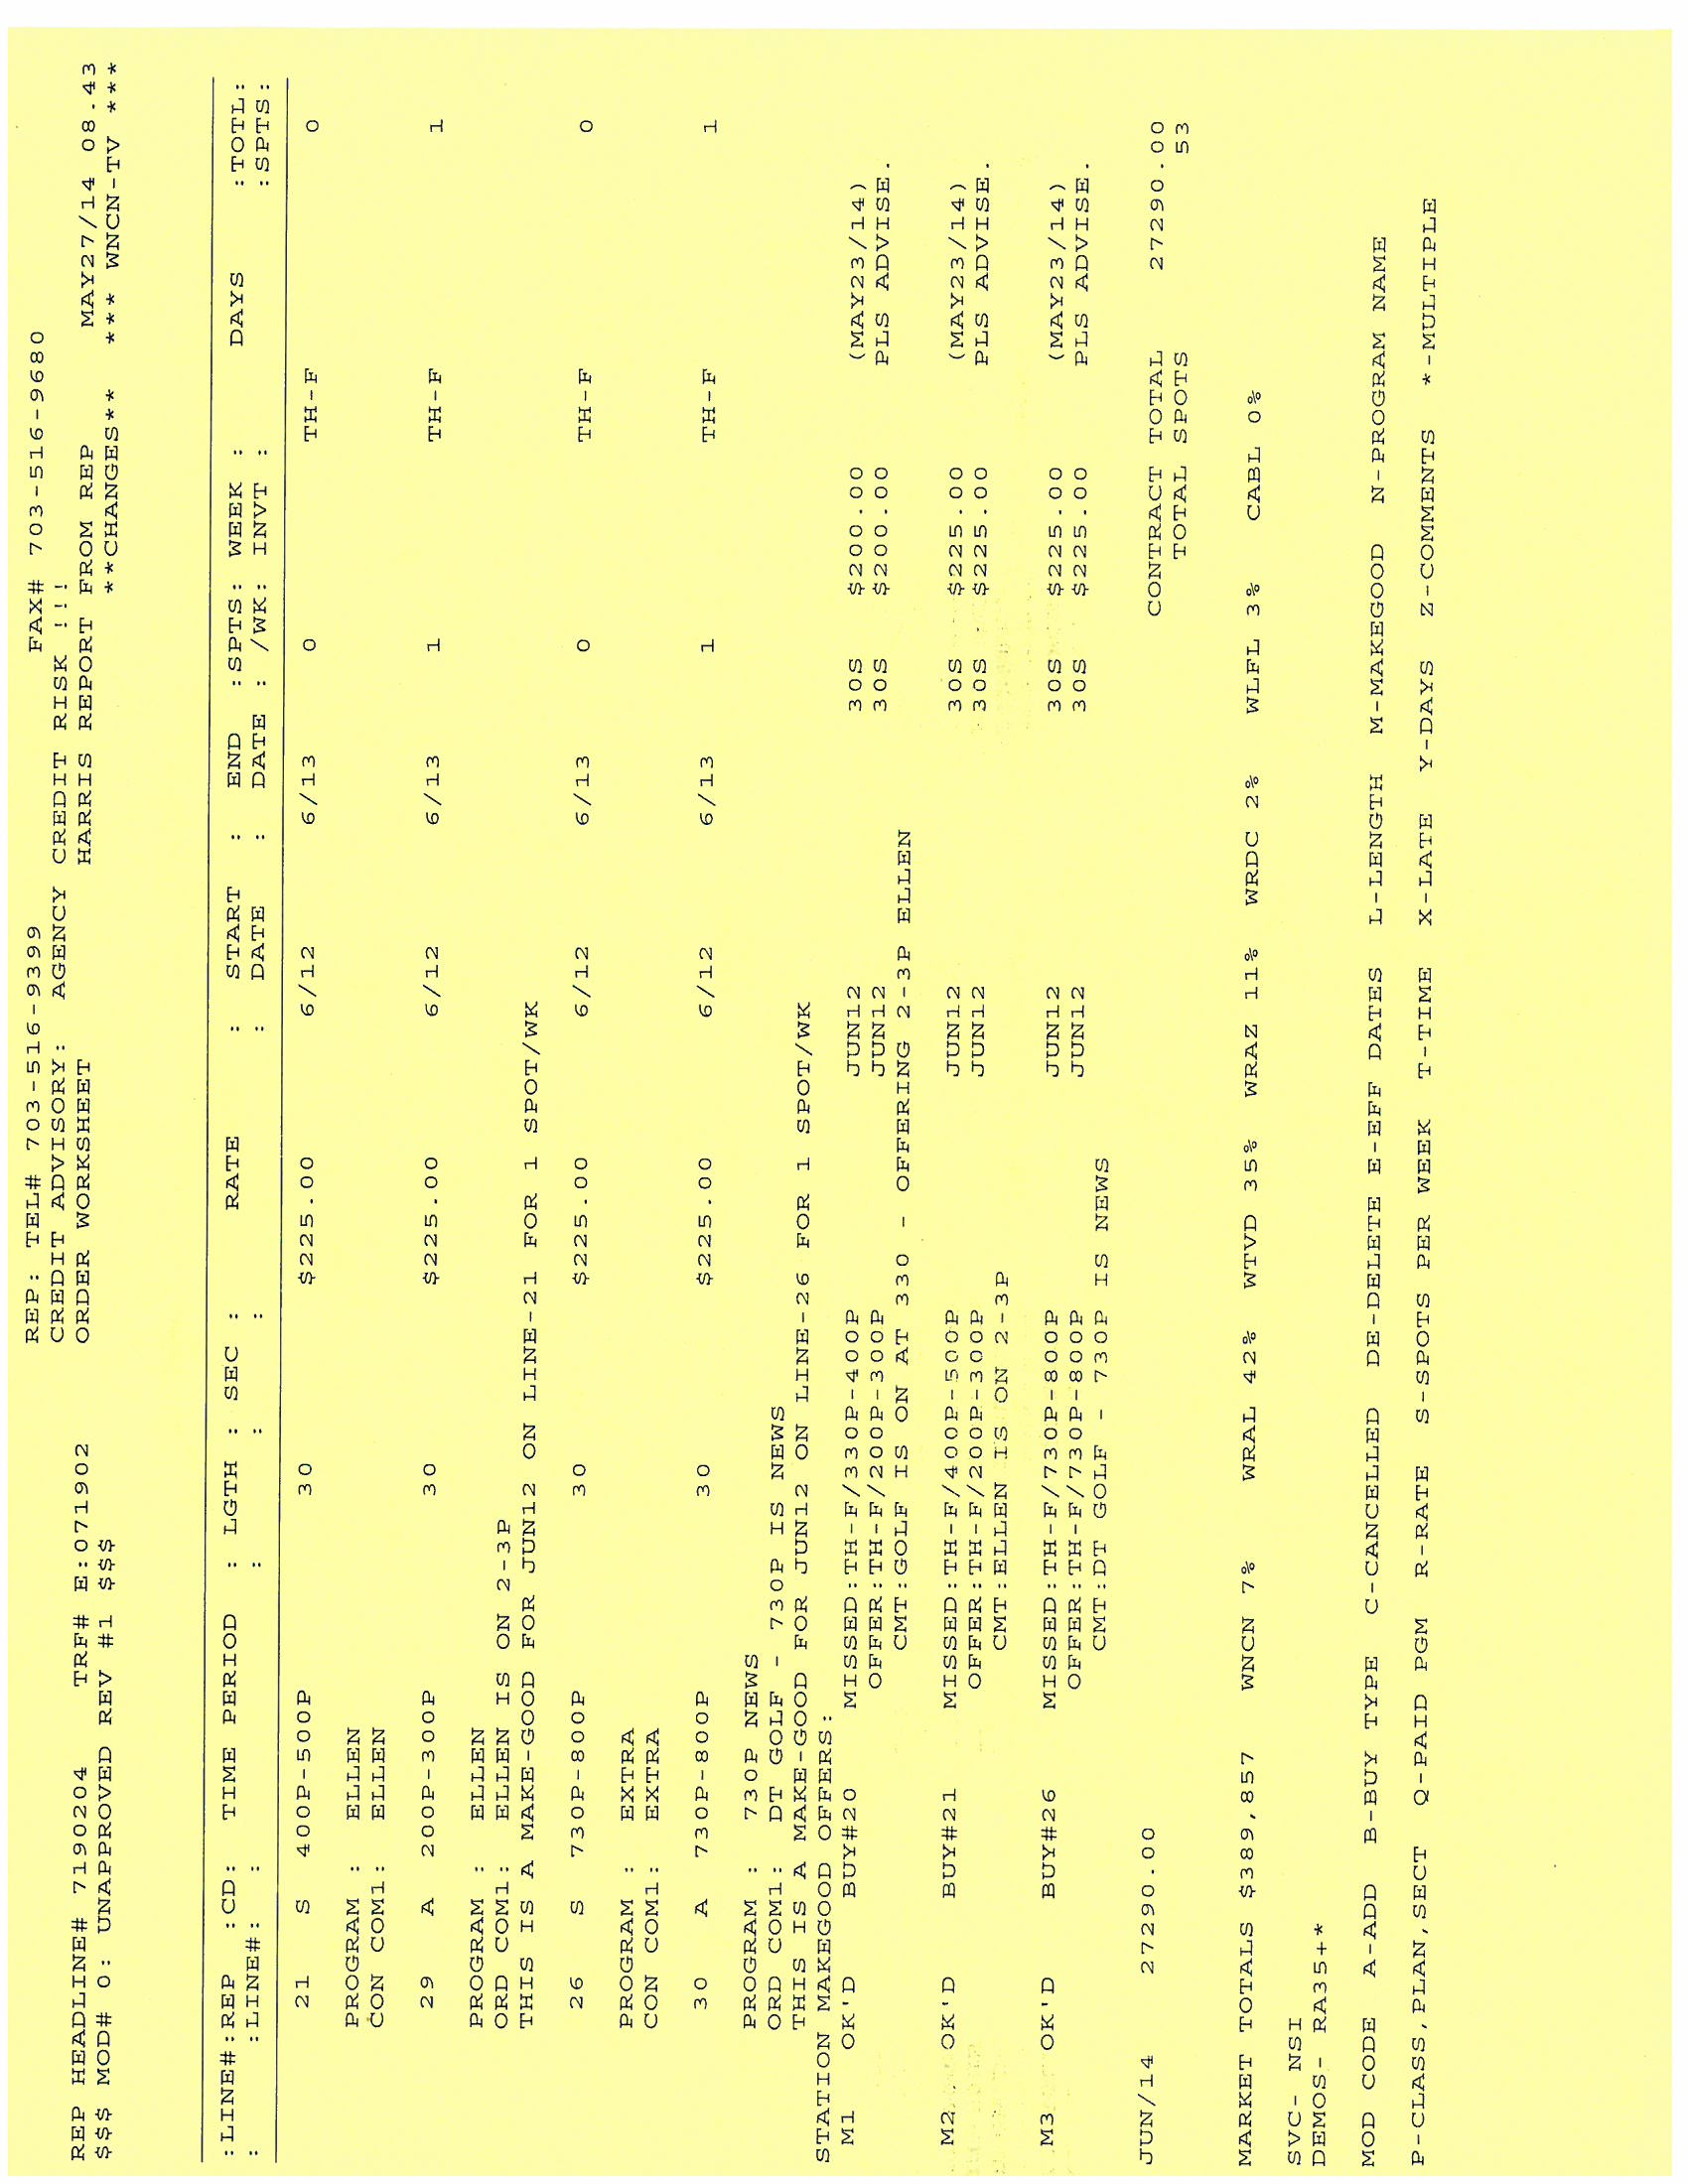 REP: TEL# 703-516-9399 FAX# 703-516-9680
CREDIT ADVISORY: AGENCY CREDIT RISK !!!
REP HEADLINE# 7190204 TRF# E:071902 ORDER WORKSHEET HARRIS REPORT FROM REP MAY27/14 08.43
$$$ MOD# 0: UNAPPROVED REV #1 $$$ **CHANGES** *** WNCN-TV ***
:LINE#:REP :CD: TIME PERIOD : LGTH : SEC : RATE : START : END :SPTS: WEEK : DAYS :TOTL:
: :LINE#: : : : : DATE : DATE : /WK: INVT : :SPTS:
21 S 400P-500P 30 $225.00 6/12 6/13 0 TH-F 0
PROGRAM : ELLEN
CON COM1: ELLEN
29 A 200P-300P 30 $225.00 6/12 6/13 1 TH-F 1
PROGRAM : ELLEN
ORD COM1: ELLEN IS ON 2-3P
THIS IS A MAKE-GOOD FOR JUN12 ON LINE-21 FOR 1 SPOT/WK
26 S 730P-800P 30 $225.00 6/12 6/13 0 TH-F 0
PROGRAM : EXTRA
CON COM1: EXTRA
30 A 730P-800P 30 $225.00 6/12 6/13 1 TH-F 1
PROGRAM : 730P NEWS
ORD COM1: DT GOLF - 730P IS NEWS
THIS IS A MAKE-GOOD FOR JUN12 ON LINE-26 FOR 1 SPOT/WK
STATION MAKEGOOD OFFERS:
M1 OK'D BUY#20 MISSED:TH-F/330P-400P JUN12 30S $200.00 (MAY23/14)
OFFER:TH-F/200P-300P JUN12 30S $200.00 PLS ADVISE.
CMT:GOLF IS ON AT 330 - OFFERING 2-3P ELLEN
M2 OK'D BUY#21 MISSED:TH-F/400P-500P JUN12 30S $225.00 (MAY23/14)
OFFER:TH-F/200P-300P JUN12 30S $225.00 PLS ADVISE.
CMT:ELLEN IS ON 2-3P
M3 OK'D BUY#26 MISSED:TH-F/730P-800P JUN12 30S $225.00 (MAY23/14)
OFFER:TH-F/730P-800P JUN12 30S $225.00 PLS ADVISE.
CMT:DT GOLF - 730P IS NEWS
JUN/14 27290.00 CONTRACT TOTAL 27290.00
TOTAL SPOTS 53
MARKET TOTALS $389,857 WNCN 7% WRAL 42% WTVD 35% WRAZ 11% WRDC 2% WLFL 3% CABL 0%
SVC- NSI
DEMOS- RA35+*
MOD CODE A-ADD B-BUY TYPE C-CANCELLED DE-DELETE E-EFF DATES L-LENGTH M-MAKEGOOD N-PROGRAM NAME
P-CLASS,PLAN,SECT Q-PAID PGM R-RATE S-SPOTS PER WEEK T-TIME X-LATE Y-DAYS Z-COMMENTS *-MULTIPLE